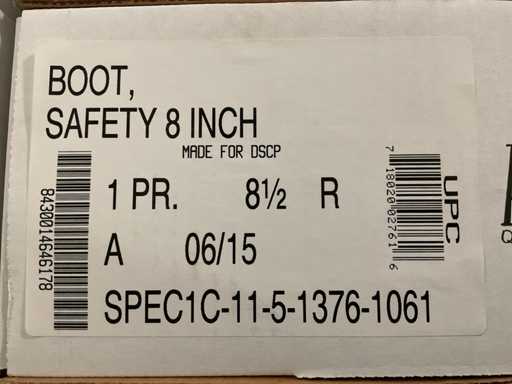 BOOT,
SAFETY 8 INCH
MADE FOR DSCP
1 PR. 8½ R
A 06/15
SPEC1C-11-5-1376-1061
8430014646178
7 18020 02761 6
UPC